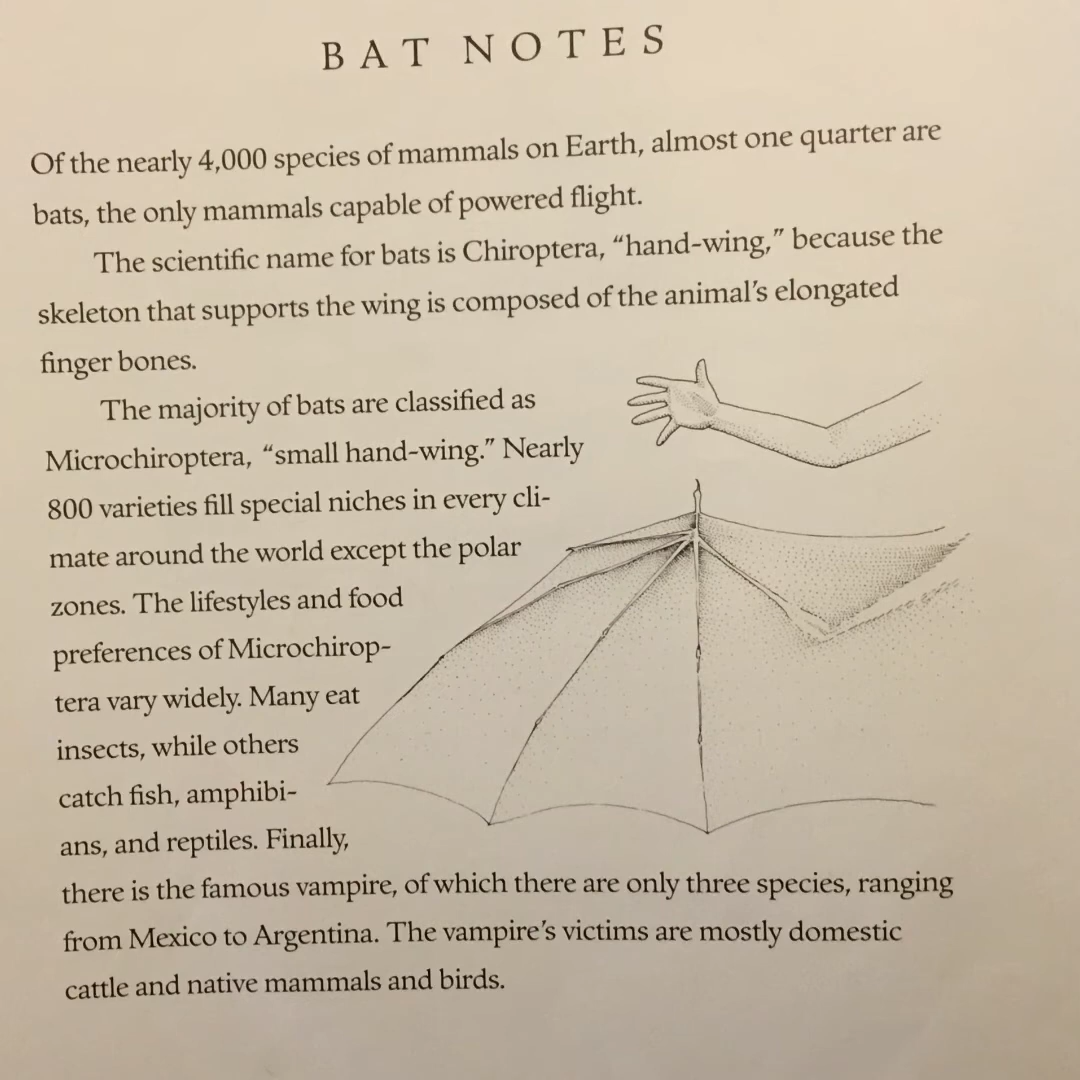 BAT NOTES
Of the nearly 4,000 species of mammals on Earth, almost one quarter are
bats, the only mammals capable of powered flight.
The scientific name for bats is Chiroptera, “hand-wing,” because the
skeleton that supports the wing is composed of the animal’s elongated
finger bones.
The majority of bats are classified as
Microchiroptera, “small hand-wing.” Nearly
800 varieties fill special niches in every cli-
mate around the world except the polar
zones. The lifestyles and food
preferences of Microchirop-
tera vary widely. Many eat
insects, while others
catch fish, amphibi-
ans, and reptiles. Finally,
there is the famous vampire, of which there are only three species, ranging
from Mexico to Argentina. The vampire’s victims are mostly domestic
cattle and native mammals and birds.